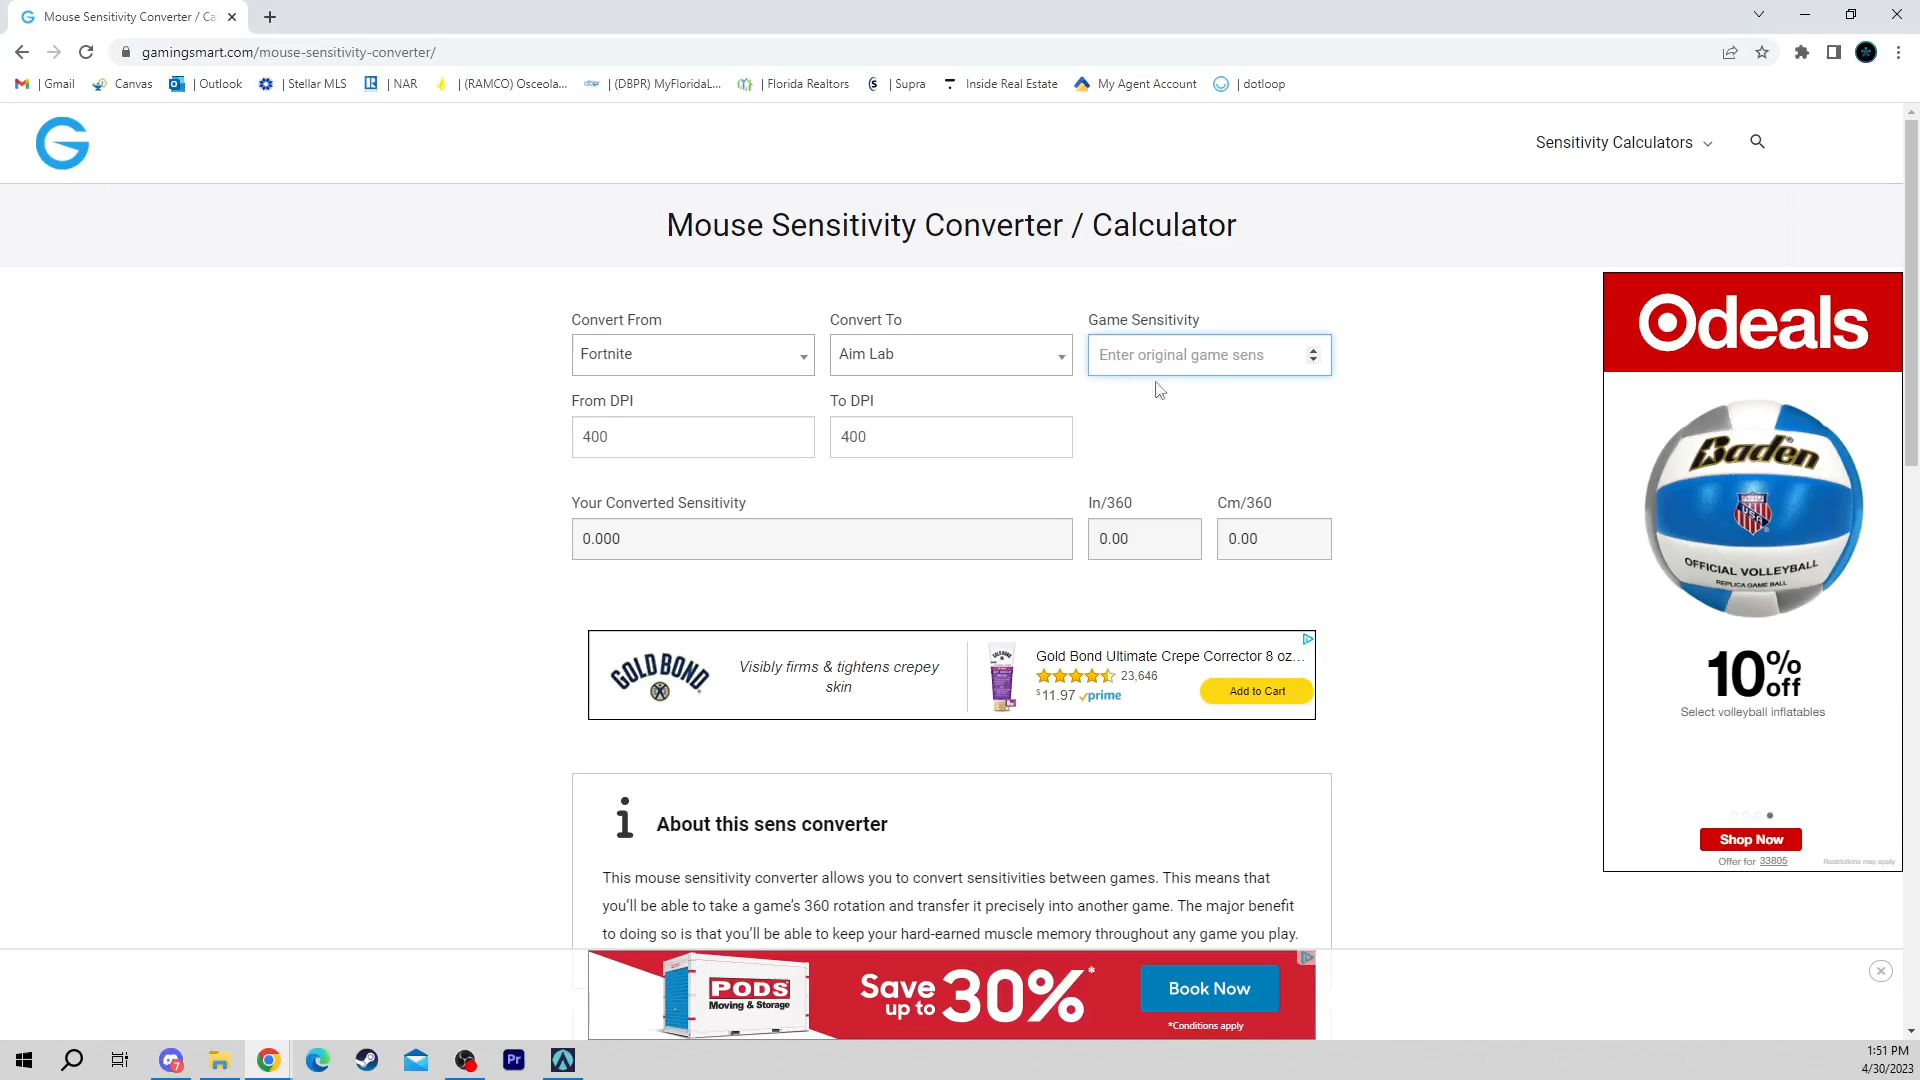 Mouse Sensitivity Converter / Ca
gamingsmart.com/mouse-sensitivity-converter/
| Gmail
Canvas
| Outlook
| Stellar MLS
| NAR
| (RAMCO) Osceola...
| (DBPR) MyFloridaL...
| Florida Realtors
| Supra
Inside Real Estate
My Agent Account
| dotloop
Sensitivity Calculators
Mouse Sensitivity Converter / Calculator
Convert From
Convert To
Game Sensitivity
Fortnite
Aim Lab
Enter original game sens
From DPI
To DPI
400
400
Your Converted Sensitivity
In/360
Cm/360
0.000
0.00
0.00
GOLD BOND
Visibly firms & tightens crepey
skin
Gold Bond Ultimate Crepe Corrector 8 oz...
23,646
$11.97 prime
Add to Cart
About this sens converter
This mouse sensitivity converter allows you to convert sensitivities between games. This means that
you'll be able to take a game's 360 rotation and transfer it precisely into another game. The major benefit
to doing so is that you'll be able to keep your hard-earned muscle memory throughout any game you play.
PODS
Moving & Storage
Save
up to
30%*
Book Now
*Conditions apply
deals
Baden
USA
OFFICIAL VOLLEYBALL
REPLICA GAME BALL
10%
off
Select volleyball inflatables
Shop Now
Offer for 33805
Restrictions may apply
7
Pr
1:51 PM
4/30/2023